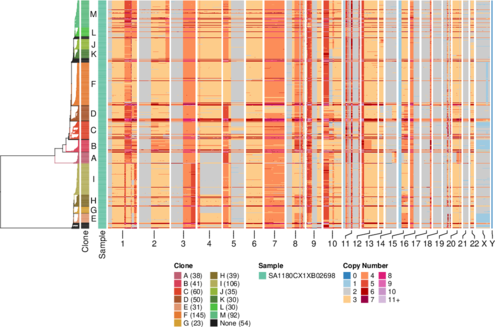 M
L
J
K
F
D
C
B
A
I
H
G
E
Clone
Sample
1 2 3 4 5 6 7 8 9 10 11 12 13 14 15 16 17 18 19 20 21 22 X Y
Clone
A (38)
B (41)
C (60)
D (50)
E (31)
F (145)
G (23)
H (39)
I (106)
J (35)
K (30)
L (30)
M (92)
None (54)
Sample
SA1180CX1XB02698
Copy Number
0
1
2
3
4
5
6
7
8
9
10
11+